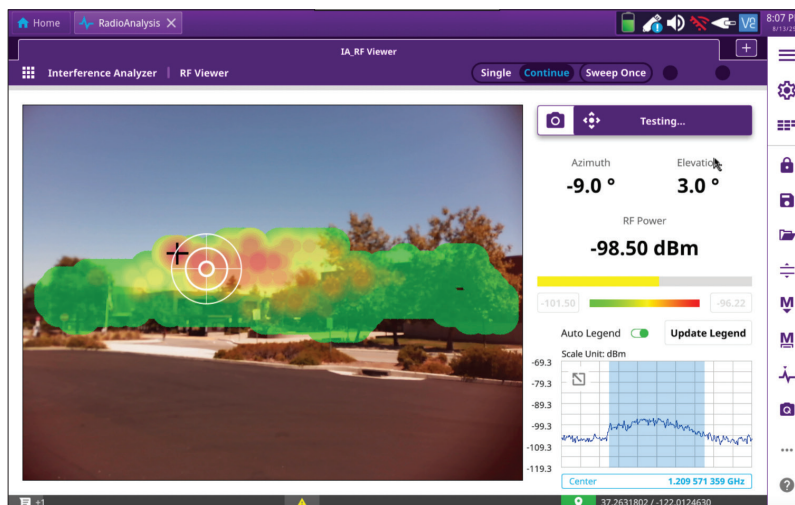 Home RadioAnalysis 8:07 P
8/13/2
IA_RF Viewer
Interference Analyzer RF Viewer Single Continue Sweep Once
Testing...
Azimuth Elevation
-9.0 ° 3.0 °
RF Power
-98.50 dBm
-101.50 -96.22
Auto Legend Update Legend
Scale Unit: dBm
-69.3
-79.3
-89.3
-99.3
-109.3
-119.3
Center 1.209 571 359 GHz
+1 37.2631802 / -122.0124630